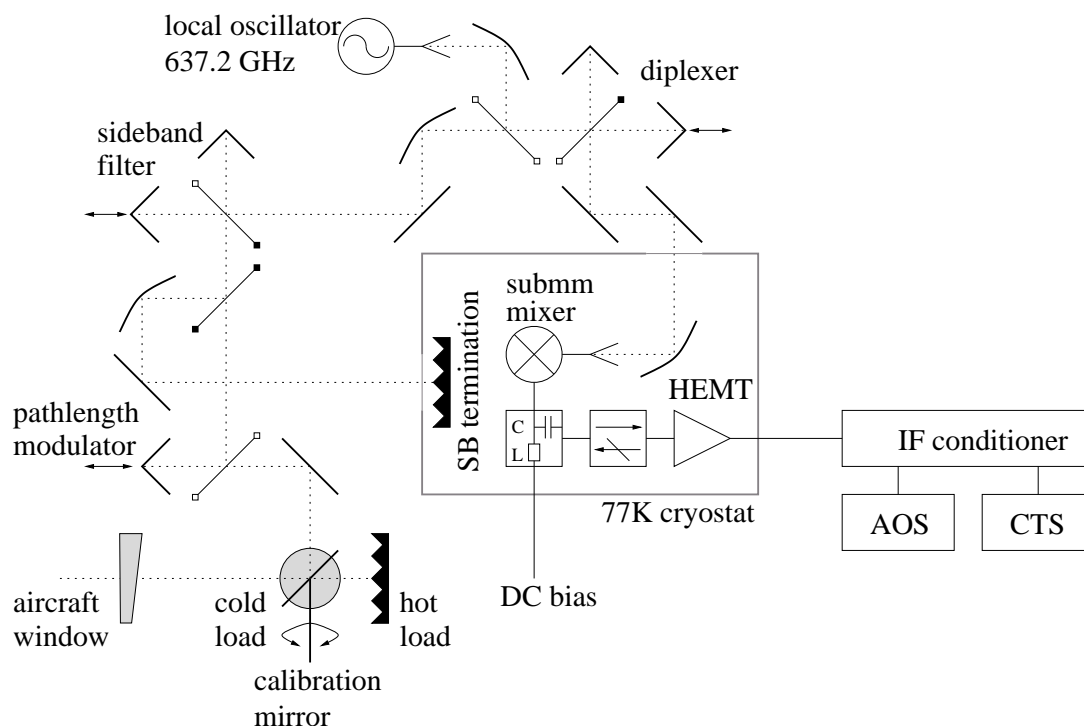 local oscillator
637.2 GHz
diplexer
sideband
filter
submm
mixer
SB termination
HEMT
pathlength
modulator
C
L
IF conditioner
77K cryostat
AOS
CTS
DC bias
aircraft
window
cold
load
hot
load
calibration
mirror